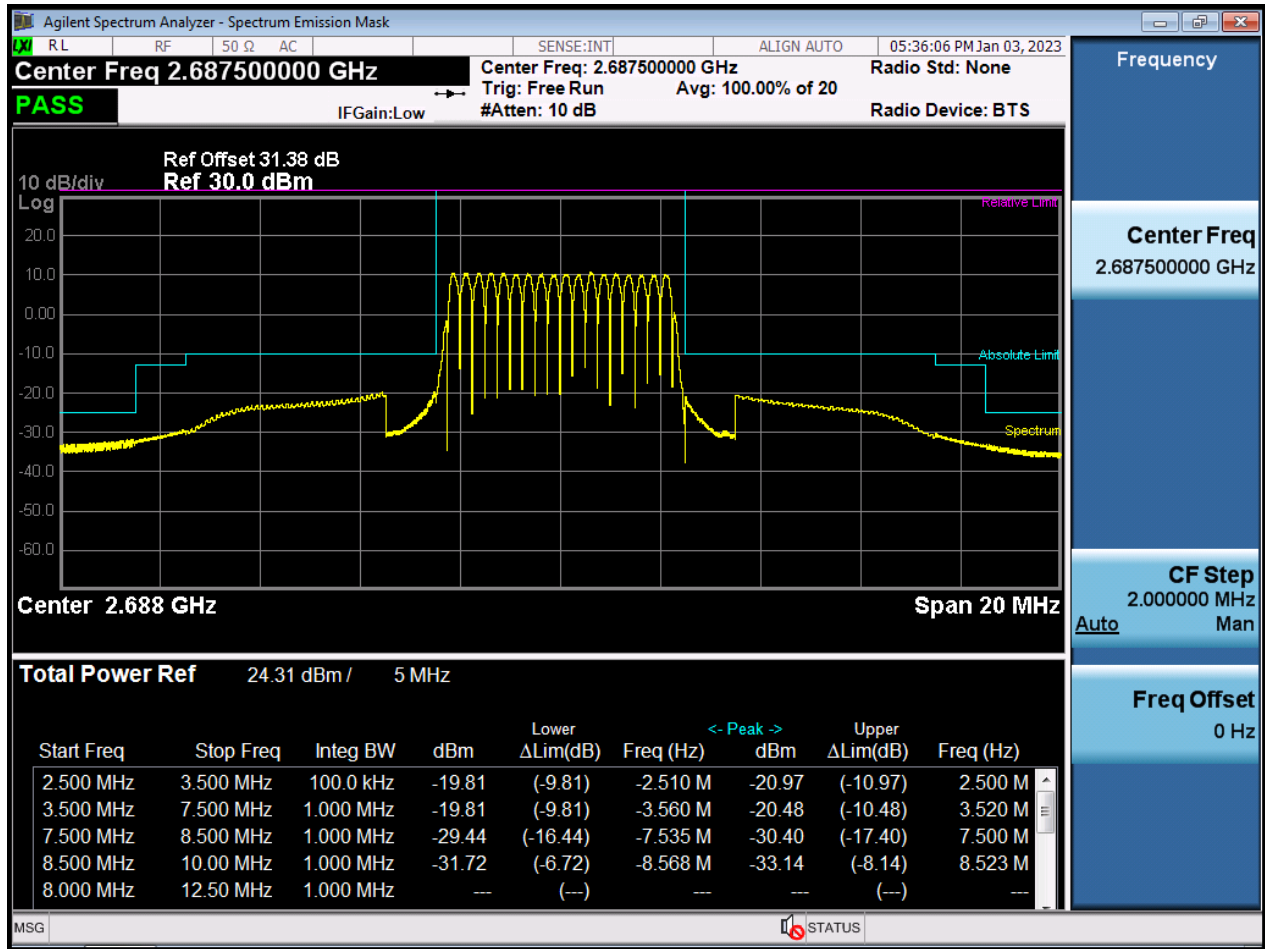 Agilent Spectrum Analyzer - Spectrum Emission Mask
LXI RL RF 50 Ω AC SENSE:INT ALIGN AUTO 05:36:06 PM Jan 03, 2023
Center Freq 2.687500000 GHz
PASS
IFGain:Low
Center Freq: 2.687500000 GHz
Trig: Free Run Avg: 100.00% of 20
#Atten: 10 dB
Radio Std: None
Radio Device: BTS
Ref Offset 31.38 dB
10 dB/div Ref 30.0 dBm
Log
Relative Limit
20.0
10.0
0.00
-10.0
Absolute Limit
-20.0
-30.0
Spectrum
-40.0
-50.0
-60.0
Center 2.688 GHz Span 20 MHz
Total Power Ref 24.31 dBm / 5 MHz
Lower <- Peak -> Upper
Start Freq Stop Freq Integ BW dBm ΔLim(dB) Freq (Hz) dBm ΔLim(dB) Freq (Hz)
2.500 MHz 3.500 MHz 100.0 kHz -19.81 (-9.81) -2.510 M -20.97 (-10.97) 2.500 M
3.500 MHz 7.500 MHz 1.000 MHz -19.81 (-9.81) -3.560 M -20.48 (-10.48) 3.520 M
7.500 MHz 8.500 MHz 1.000 MHz -29.44 (-16.44) -7.535 M -30.40 (-17.40) 7.500 M
8.500 MHz 10.00 MHz 1.000 MHz -31.72 (-6.72) -8.568 M -33.14 (-8.14) 8.523 M
8.000 MHz 12.50 MHz 1.000 MHz --- (---) --- --- (---) ---
MSG STATUS
Frequency
Center Freq
2.687500000 GHz
CF Step
2.000000 MHz
Auto Man
Freq Offset
0 Hz